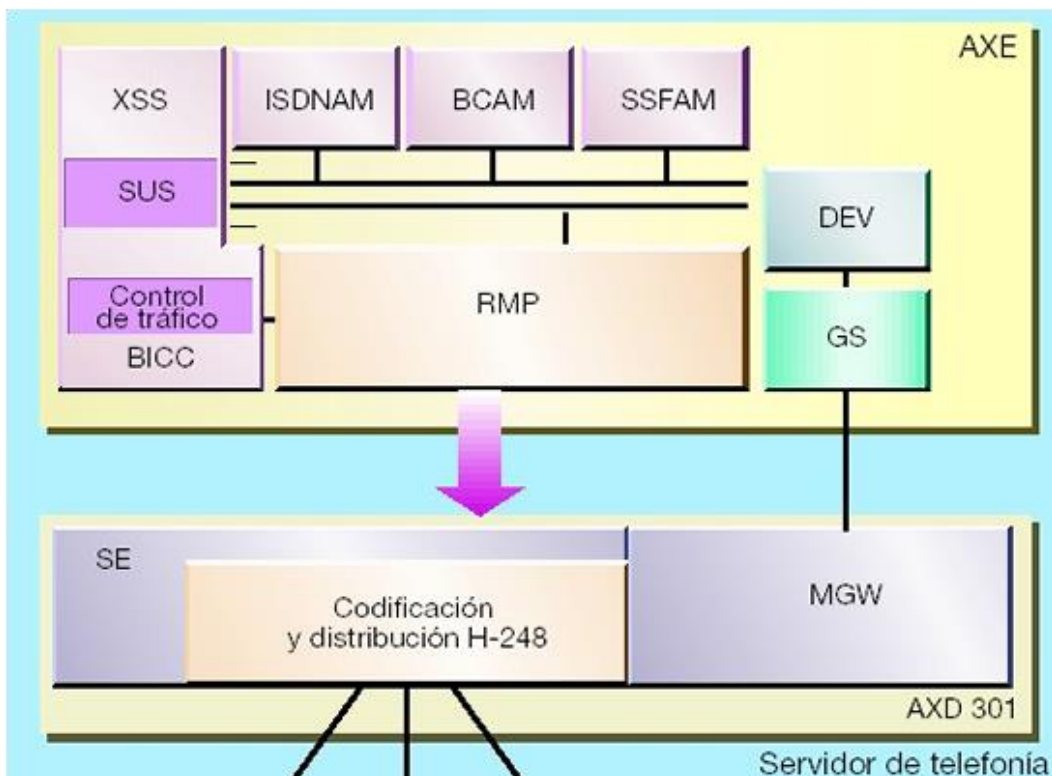 AXE
XSS
ISDNAM
BCAM
SSFAM
SUS
DEV
Control
de tráfico
BICC
RMP
GS
SE
Codificación
y distribución H-248
MGW
AXD 301
Servidor de telefonía